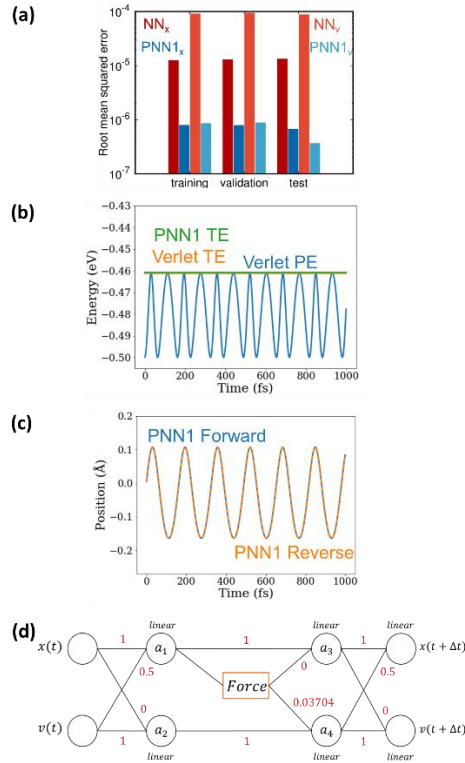 (a)
NNₓ
NNᵥ
PNN1ₓ
PNN1ᵥ
10⁻⁴
10⁻⁵
10⁻⁶
10⁻⁷
Root mean squared error
training validation test
(b)
−0.43
−0.44
−0.45
−0.46
−0.47
−0.48
−0.49
−0.50
Energy (eV)
PNN1 TE
Verlet TE
Verlet PE
0 200 400 600 800 1000
Time (fs)
(c)
0.2
0.1
0.0
−0.1
−0.2
Position (Å)
PNN1 Forward
PNN1 Reverse
0 200 400 600 800 1000
Time (fs)
(d)
linear linear linear
x(t) 1 a₁ 1 a₃ 1 x(t + Δt)
0.5 0 0.5
Force
0 0.03704 0
v(t) 1 a₂ 1 a₄ 1 v(t + Δt)
linear linear linear